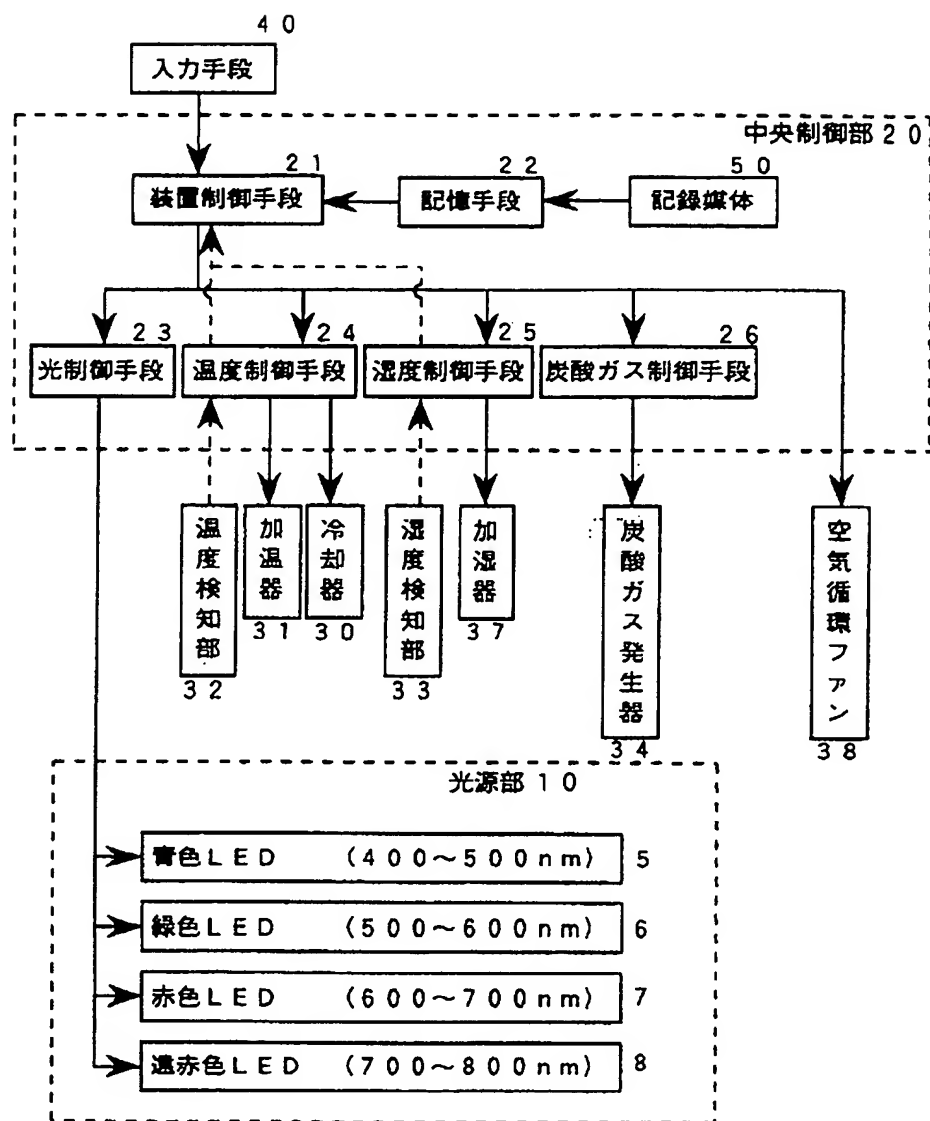 40
入力手段
中央制御部20
21
装置制御手段
22
記憶手段
50
記録媒体
23
光制御手段
24
温度制御手段
25
湿度制御手段
26
炭酸ガス制御手段
温度検知部
32
加温器
31
冷却器
30
湿度検知部
33
加湿器
37
炭酸ガス発生器
34
空気循環ファン
38
光源部10
青色LED (400～500nm) 5
緑色LED (500～600nm) 6
赤色LED (600～700nm) 7
遠赤色LED (700～800nm) 8